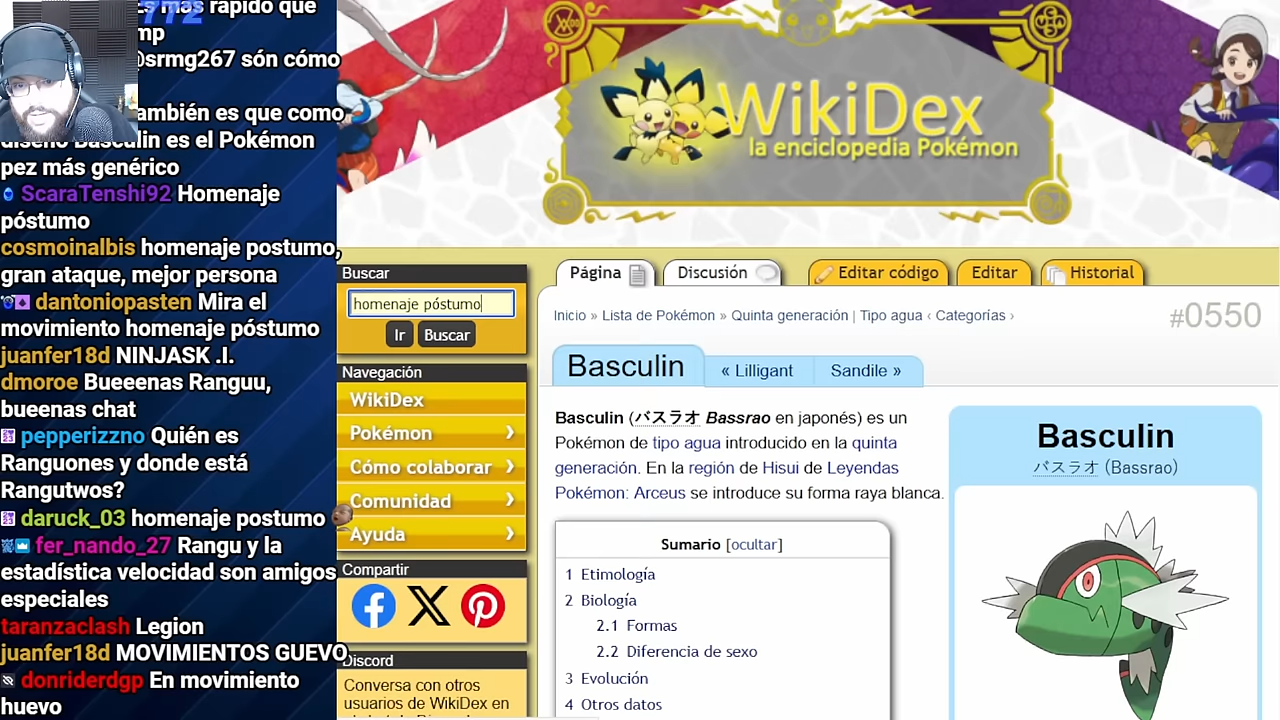 Es más rápido que
772
mp
@srmg267 són cómo
ambién es que como
diseño Basculin es el Pokémon
pez más genérico
ScaraTenshi92 Homenaje
póstumo
cosmoinalbis homenaje postumo,
gran ataque, mejor persona
dantoniopasten Mira el
movimiento homenaje póstumo
juanfer18d NINJASK .I.
dmoroe Bueeenas Ranguu,
bueenas chat
pepperizzno Quién es
Ranguones y donde está
Rangutwos?
daruck_03 homenaje postumo
fer_nando_27 Rangu y la
estadística velocidad son amigos
especiales
taranzaclash Legion
juanfer18d MOVIMIENTOS GUEVO
donriderdgp En movimiento
huevo
WikiDex
la enciclopedia Pokémon
Buscar
homenaje póstumo
Ir Buscar
Navegación
WikiDex
Pokémon
Cómo colaborar
Comunidad
Ayuda
Compartir
Discord
Conversa con otros
usuarios de WikiDex en
Página Discusión Editar código Editar Historial
Inicio » Lista de Pokémon » Quinta generación | Tipo agua ‹ Categorías ›
#0550
Basculin « Lilligant Sandile »
Basculin (バスラオ Bassrao en japonés) es un
Pokémon de tipo agua introducido en la quinta
generación. En la región de Hisui de Leyendas
Pokémon: Arceus se introduce su forma raya blanca.
Sumario [ocultar]
1 Etimología
2 Biología
2.1 Formas
2.2 Diferencia de sexo
3 Evolución
4 Otros datos
Basculin
バスラオ (Bassrao)